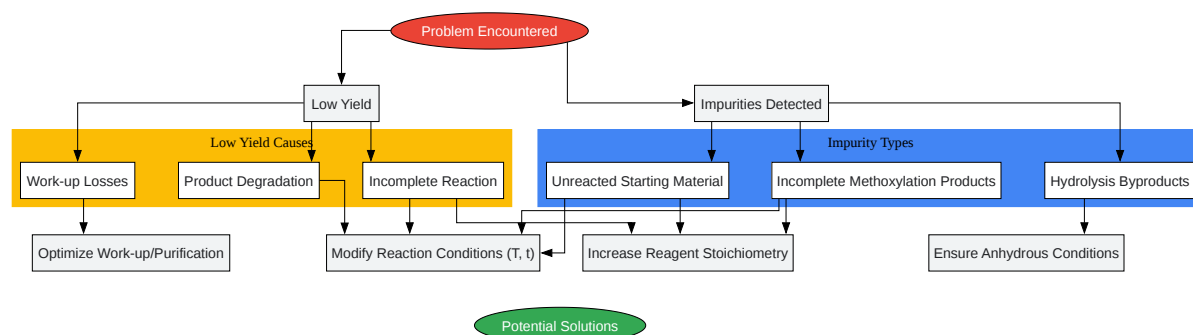 Problem Encountered
Low Yield
Impurities Detected
Low Yield Causes
Impurity Types
Work-up Losses
Product Degradation
Incomplete Reaction
Unreacted Starting Material
Incomplete Methoxylation Products
Hydrolysis Byproducts
Optimize Work-up/Purification
Modify Reaction Conditions (T, t)
Increase Reagent Stoichiometry
Ensure Anhydrous Conditions
Potential Solutions